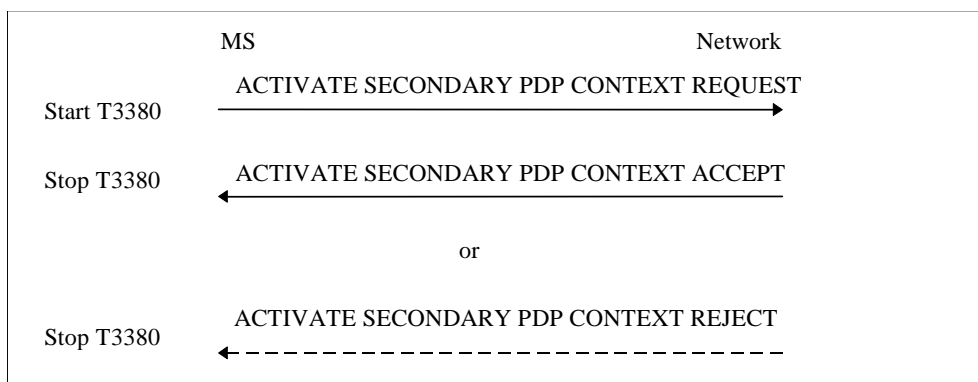 MS Network
ACTIVATE SECONDARY PDP CONTEXT REQUEST
Start T3380
ACTIVATE SECONDARY PDP CONTEXT ACCEPT
Stop T3380
or
ACTIVATE SECONDARY PDP CONTEXT REJECT
Stop T3380